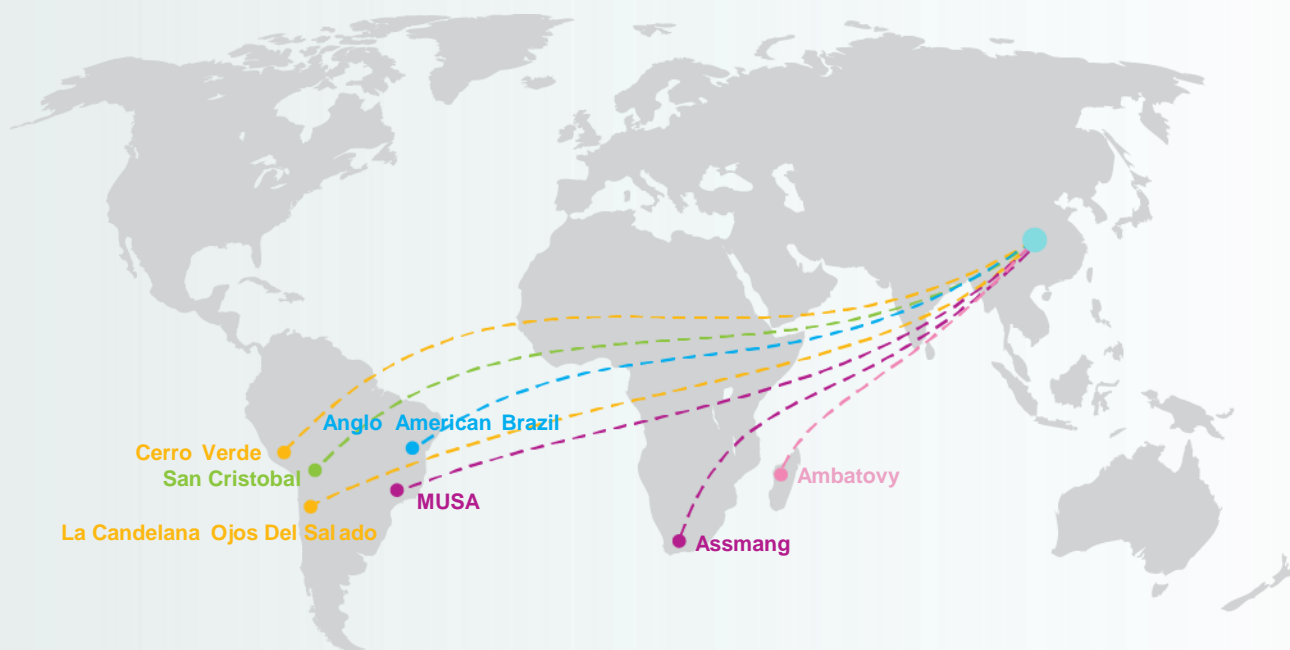 Anglo American Brazil
Cerro Verde
San Cristobal
Ambatovy
MUSA
La Candelana Ojos Del Salado
Assmang